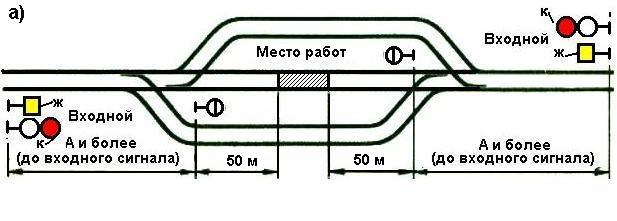 а)
к
Входной
ж
Место работ
ж
Входной
к
А и более
(до входного сигнала)
50 м
50 м
А и более
(до входного сигнала)